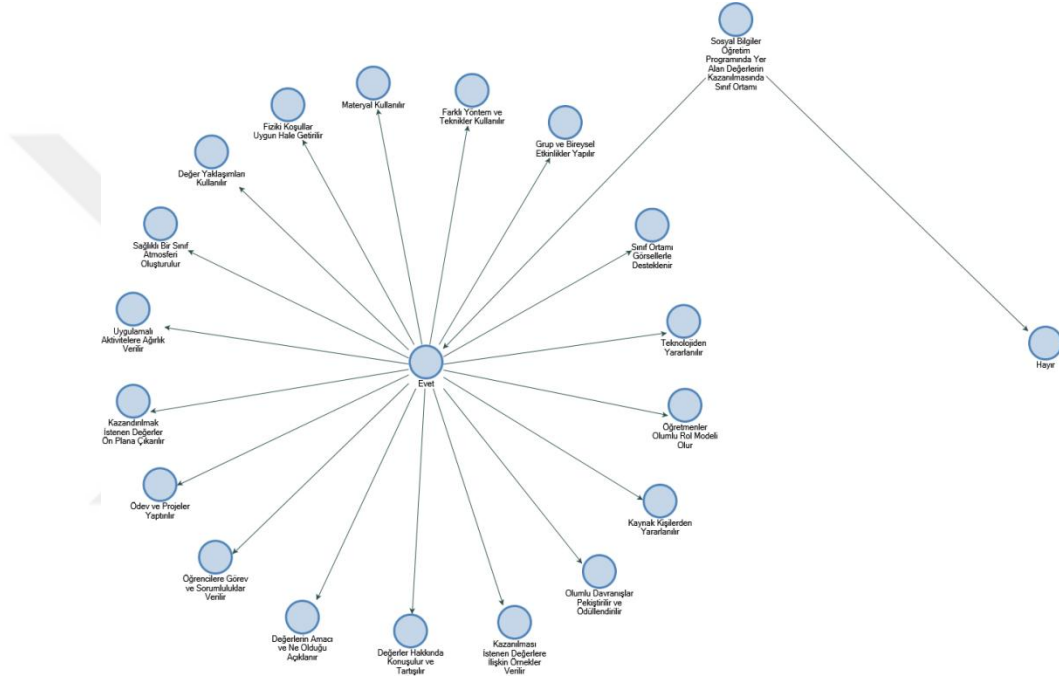 Sosyal Bilgiler
Öğretim
Programında Yer
Alan Değerlerin
Kazanılmasında
Sınıf Ortamı
Materyal Kullanılır
Farklı Yöntem ve
Teknikler Kullanılır
Fiziki Koşullar
Uygun Hale Getirilir
Grup ve Bireysel
Etkinlikler Yapılır
Değer Yaklaşımları
Kullanılır
Sağlıklı Bir Sınıf
Atmosferi
Oluşturulur
Sınıf Ortamı
Görsellerle
Desteklenir
Uygulamalı
Aktivitelere Ağırlık
Verilir
Teknolojiden
Yararlanılır
Hayır
Evet
Kazandırılmak
İstenen Değerler
Ön Plana Çıkarılır
Öğretmenler
Olumlu Rol Modeli
Olur
Ödev ve Projeler
Yaptırılır
Kaynak Kişilerden
Yararlanılır
Öğrencilere Görev
ve Sorumluluklar
Verilir
Olumlu Davranışlar
Pekiştirilir ve
Ödüllendirilir
Değerlerin Amacı
ve Ne Olduğu
Açıklanır
Değerler Hakkında
Konuşulur ve
Tartışılır
Kazanılması
İstenen Değerlere
İlişkin Örnekler
Verilir